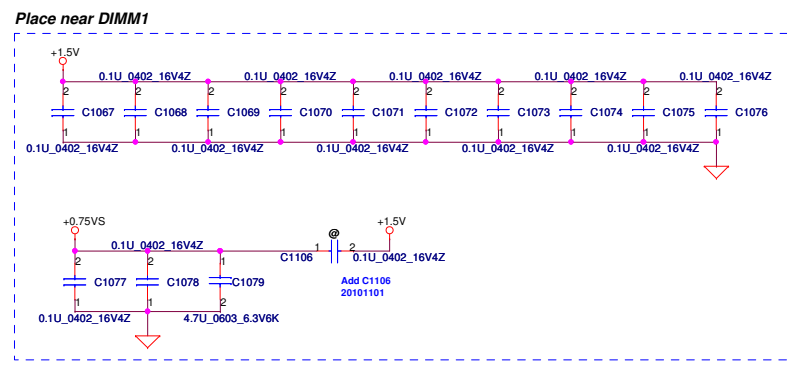 Place near DIMM1
+1.5V
0.1U_0402_16V4Z 0.1U_0402_16V4Z 0.1U_0402_16V4Z 0.1U_0402_16V4Z 0.1U_0402_16V4Z
2 2 2 2 2 2 2 2 2 2
C1067 C1068 C1069 C1070 C1071 C1072 C1073 C1074 C1075 C1076
1 1 1 1 1 1 1 1 1 1
0.1U_0402_16V4Z 0.1U_0402_16V4Z 0.1U_0402_16V4Z 0.1U_0402_16V4Z 0.1U_0402_16V4Z
+0.75VS +1.5V
@
0.1U_0402_16V4Z 1 2
C1106 0.1U_0402_16V4Z
2 2 1
C1077 C1078 C1079
Add C1106
20101101
1 1 2
0.1U_0402_16V4Z 4.7U_0603_6.3V6K